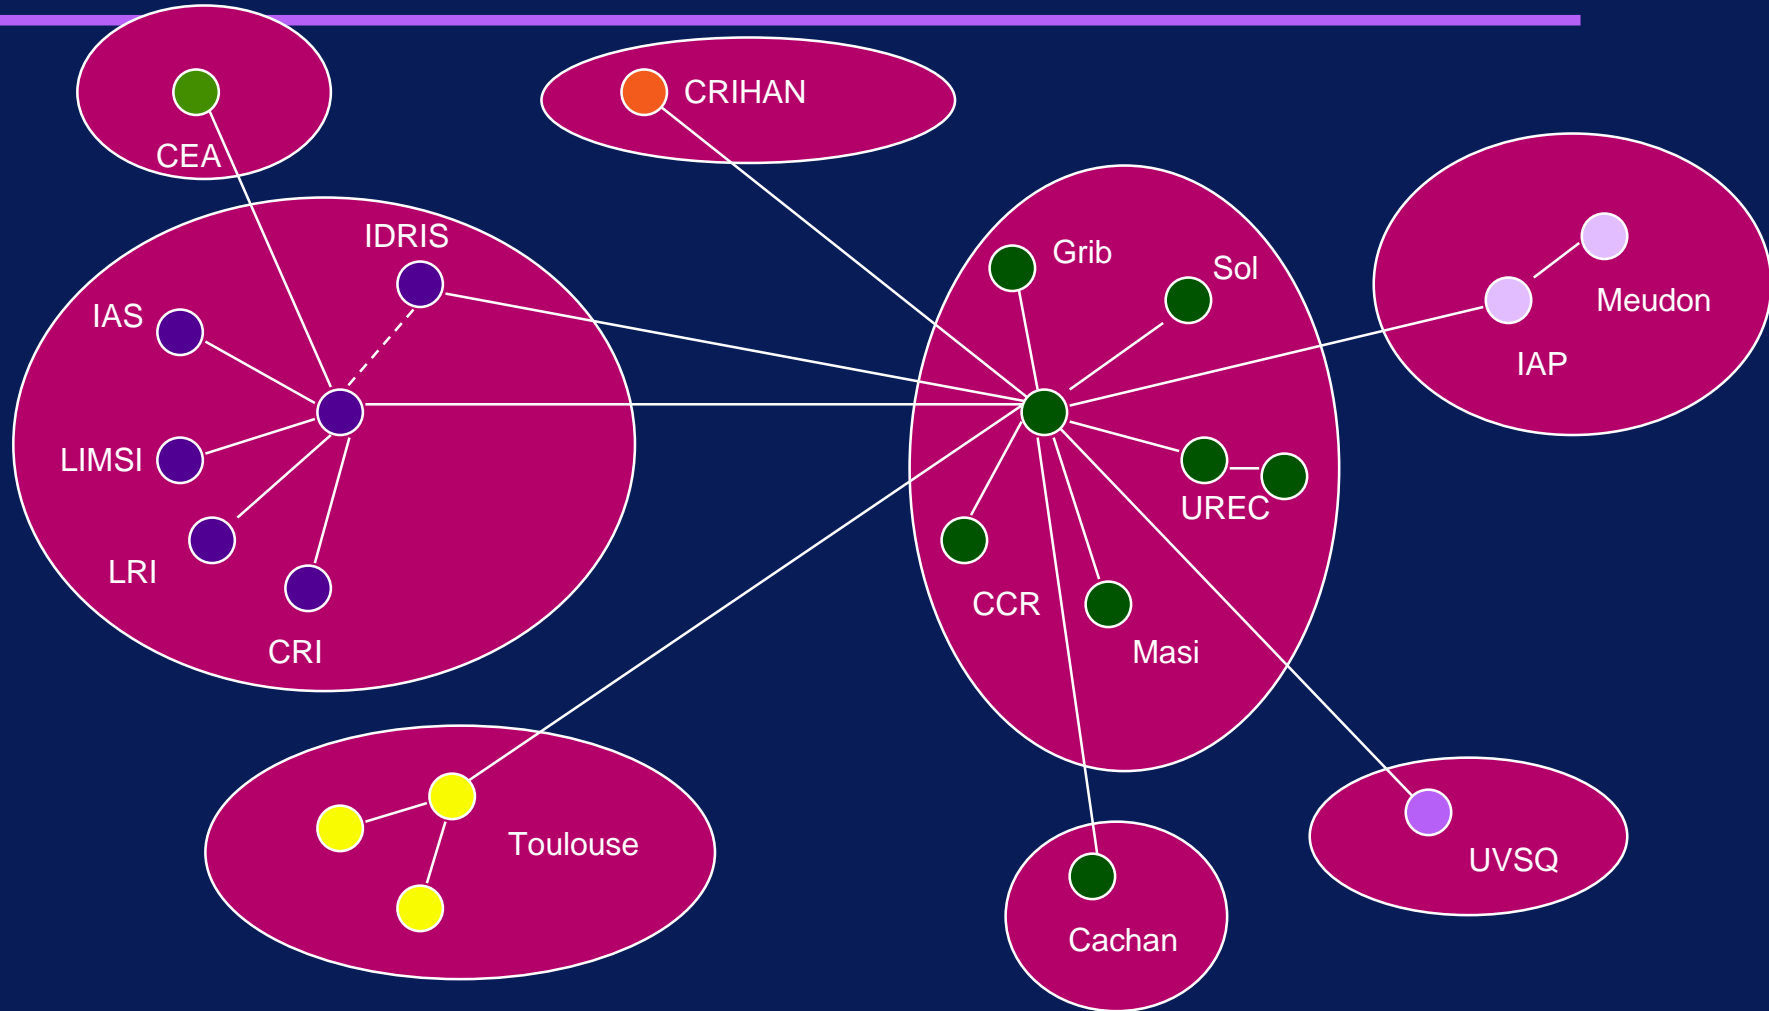 CEA
CRIHAN
IDRIS
IAS
LIMSI
LRI
CRI
Grib
Sol
UREC
CCR
Masi
Meudon
IAP
Toulouse
Cachan
UVSQ